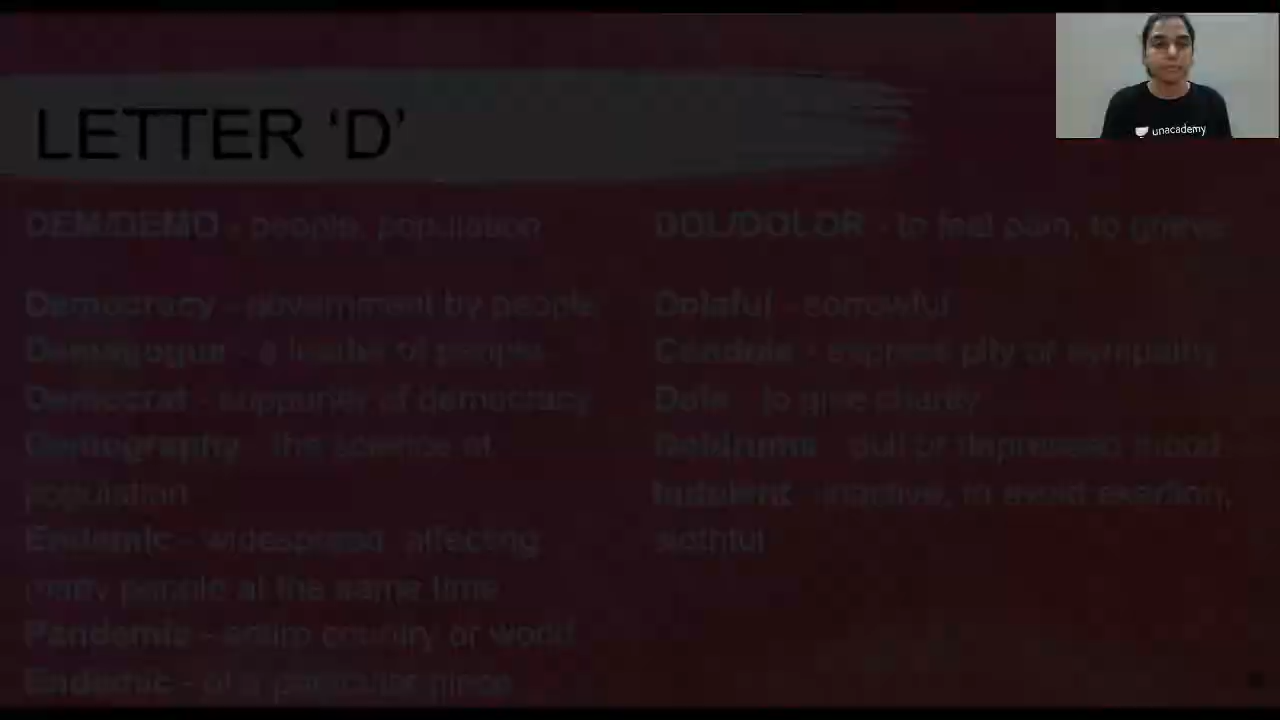 LETTER ‘D’
DEM/DEMO - people, population
Democracy - government by people
Demagogue - a leader of people
Democrat - supporter of democracy
Demography - the science of
population
- widespread, affecting
many people at the same time
Pandemic - entire country or world
Endemic - of a particular place
DOL/DOLOR - to feel pain, to grieve
Doleful - sorrowful
Condole - express pity or sympathy
Dole - to give charity
Doldrums - dull or depressed mood
Indolent - inactive, to avoid exertion,
slothful
unacademy